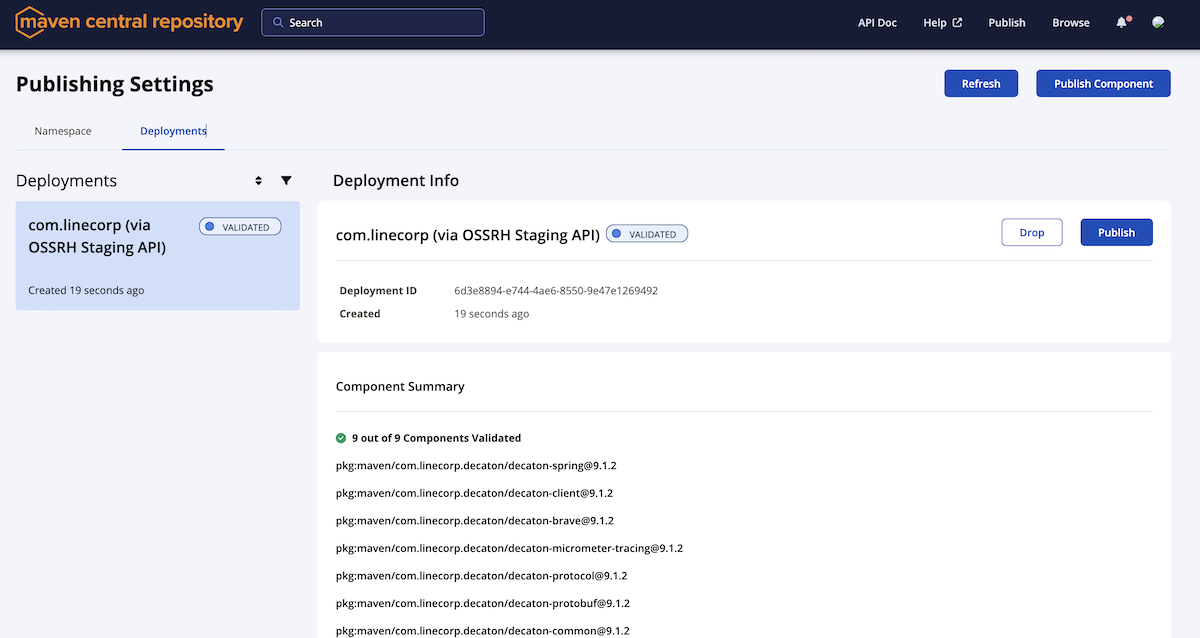 maven central repository
Search
API Doc
Help
Publish
Browse
Publishing Settings
Refresh
Publish Component
Namespace
Deployments
Deployments
com.linecorp (via
OSSRH Staging API)
VALIDATED
Created 19 seconds ago
Deployment Info
com.linecorp (via OSSRH Staging API)
VALIDATED
Drop
Publish
Deployment ID 6d3e8894-e744-4ae6-8550-9e47e1269492
Created 19 seconds ago
Component Summary
9 out of 9 Components Validated
pkg:maven/com.linecorp.decaton/decaton-spring@9.1.2
pkg:maven/com.linecorp.decaton/decaton-client@9.1.2
pkg:maven/com.linecorp.decaton/decaton-brave@9.1.2
pkg:maven/com.linecorp.decaton/decaton-micrometer-tracing@9.1.2
pkg:maven/com.linecorp.decaton/decaton-protocol@9.1.2
pkg:maven/com.linecorp.decaton/decaton-protobuf@9.1.2
pkg:maven/com.linecorp.decaton/decaton-common@9.1.2